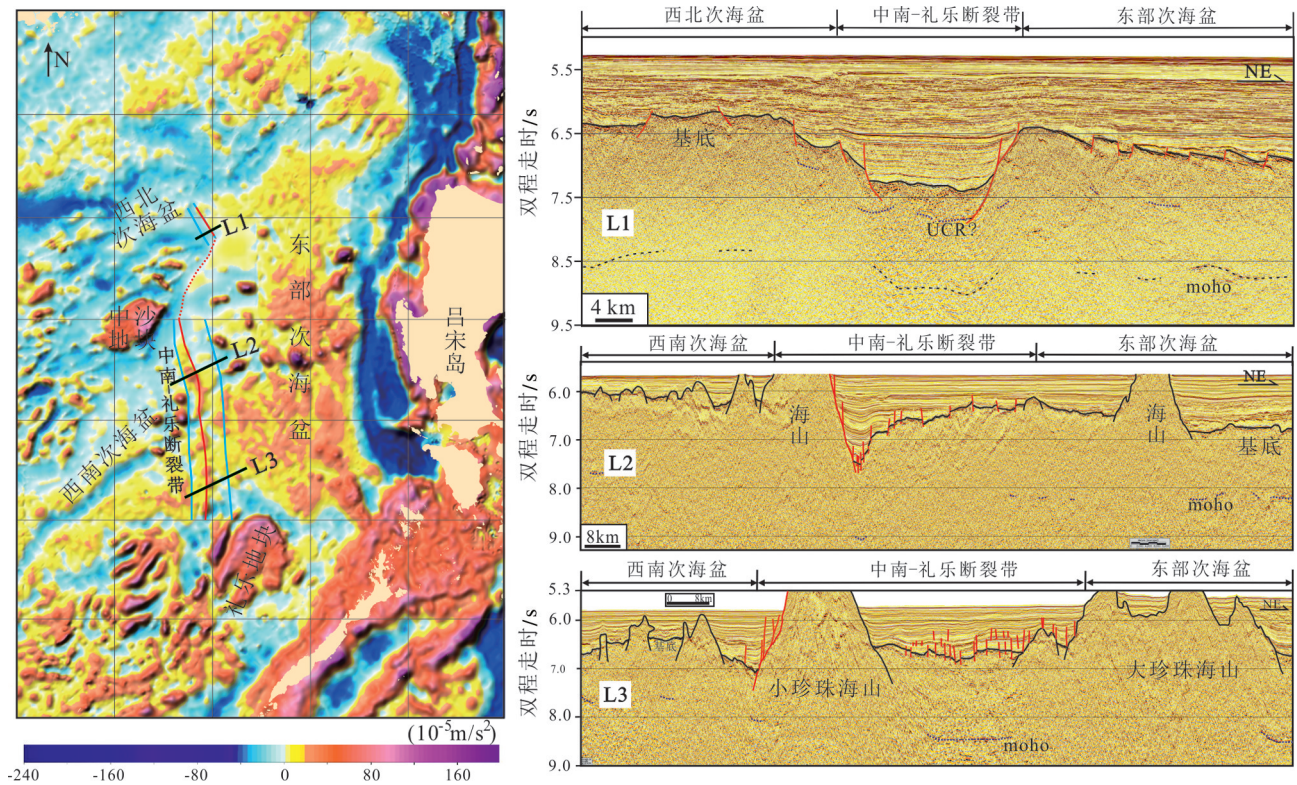 N
西北
次海盆
L1
东部次海盆
中沙
地块
吕宋岛
L2
中南-礼乐断裂带
西南次海盆
L3
礼乐地块
(10⁻⁵m/s²)
-240 -160 -80 0 80 160
西北次海盆 中南-礼乐断裂带 东部次海盆
双程走时/s
5.5
6.5
7.5
8.5
9.5
NE
基底
L1
UCR?
moho
4 km
西南次海盆 中南-礼乐断裂带 东部次海盆
双程走时/s
6.0
7.0
8.0
9.0
NE
海山
海山
基底
L2
moho
8km
西南次海盆 中南-礼乐断裂带 东部次海盆
双程走时/s
5.3
6.0
7.0
8.0
9.0
0 8km
NE
基底
小珍珠海山
大珍珠海山
L3
moho